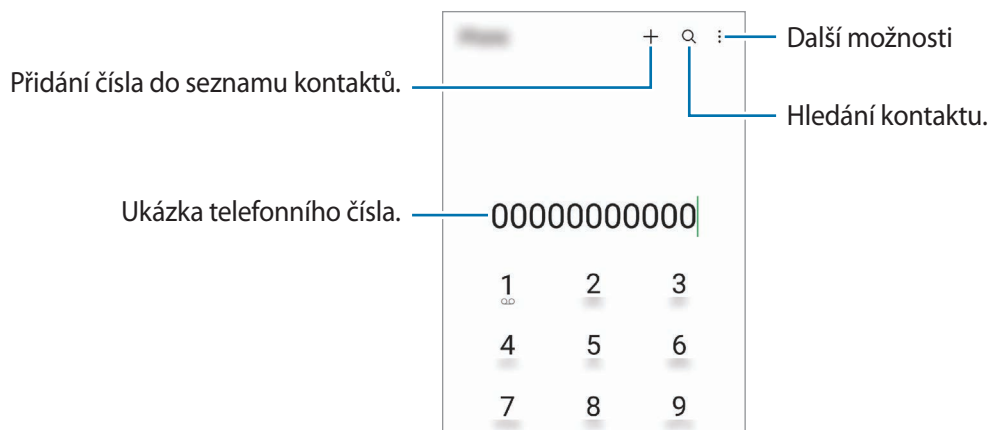 Další možnosti
Přidání čísla do seznamu kontaktů.
Hledání kontaktu.
Ukázka telefonního čísla.
00000000000
1 2 3
4 5 6
7 8 9